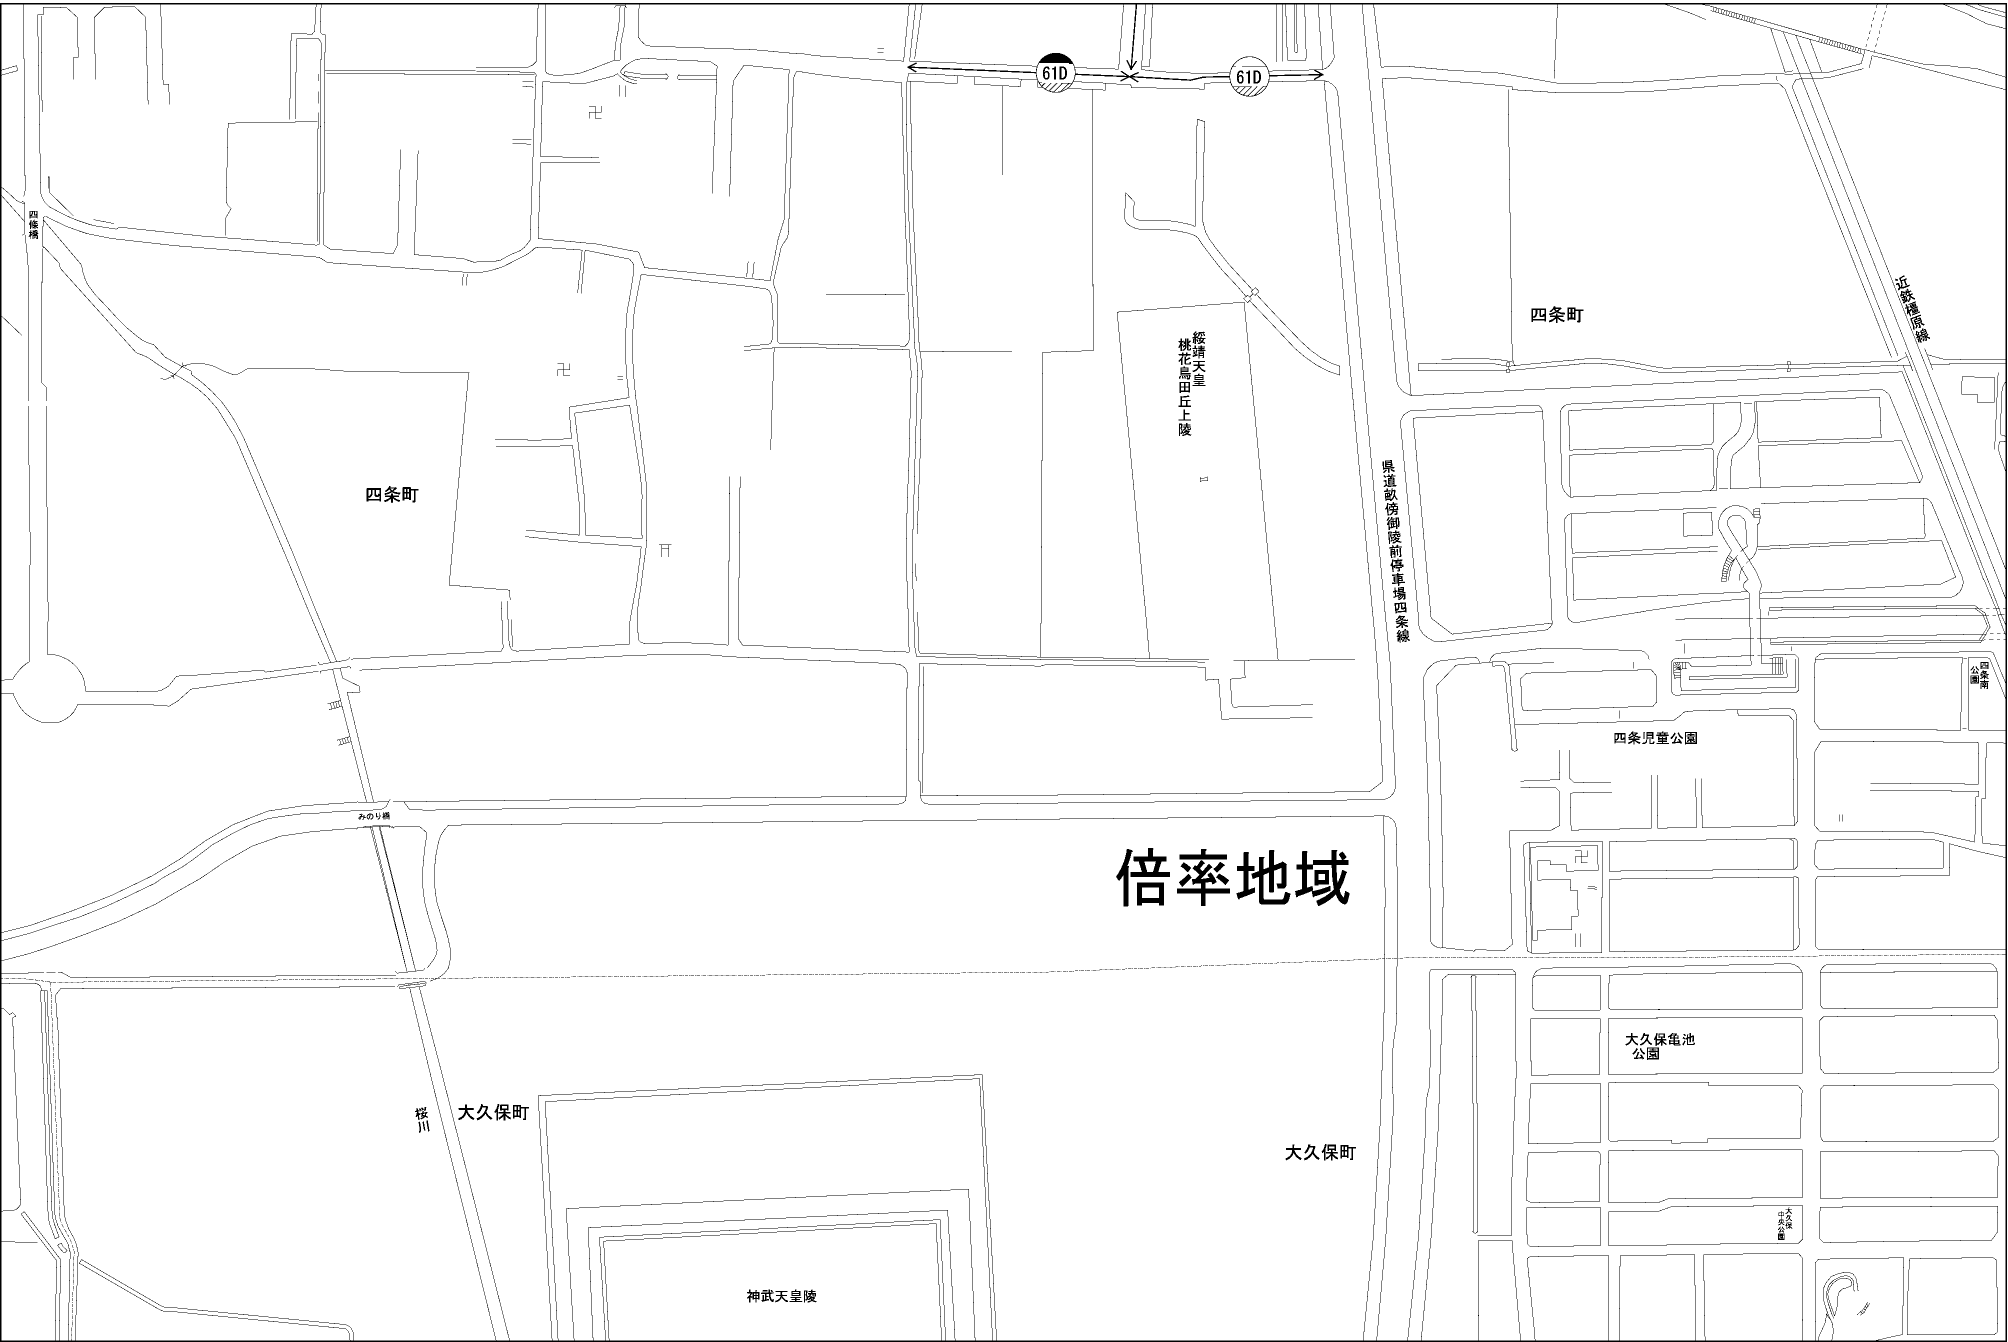 61D
61D
四條橋
近鉄橿原線
四条町
綏靖天皇
桃花鳥田丘上陵
四条町
県道畝傍御陵前停車場四条線
四条南
公園
四条児童公園
みのり橋
倍率地域
大久保亀池
公園
桜川
大久保町
大久保町
大久保
中央公園
神武天皇陵